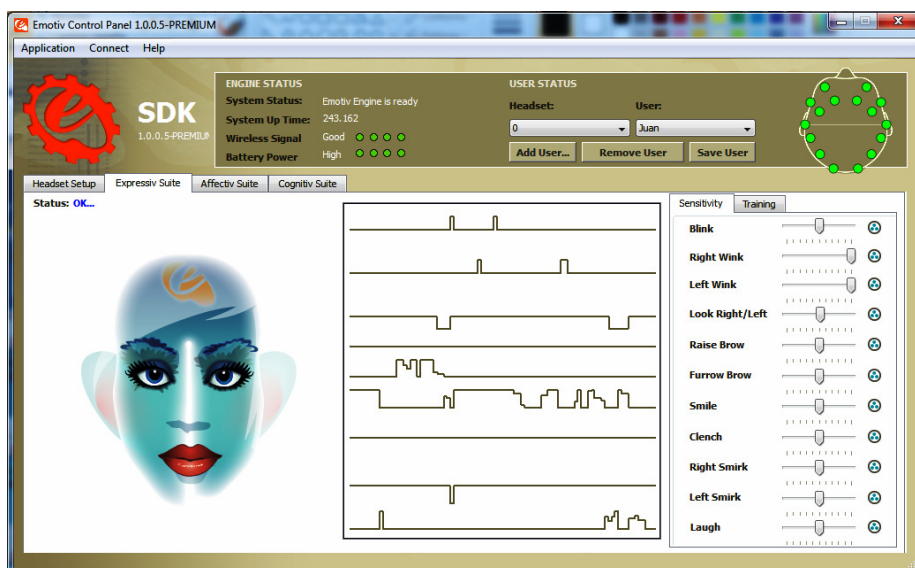 Emotiv Control Panel 1.0.0.5-PREMIUM
Application Connect Help
SDK
1.0.0.5-PREMIU
ENGINE STATUS
System Status: Emotiv Engine is ready
System Up Time: 243.162
Wireless Signal Good
Battery Power High
USER STATUS
Headset: User:
0 Juan
Add User... Remove User Save User
Headset Setup Expressiv Suite Affectiv Suite Cognitiv Suite
Status: OK...
Sensitivity Training
Blink
Right Wink
Left Wink
Look Right/Left
Raise Brow
Furrow Brow
Smile
Clench
Right Smirk
Left Smirk
Laugh